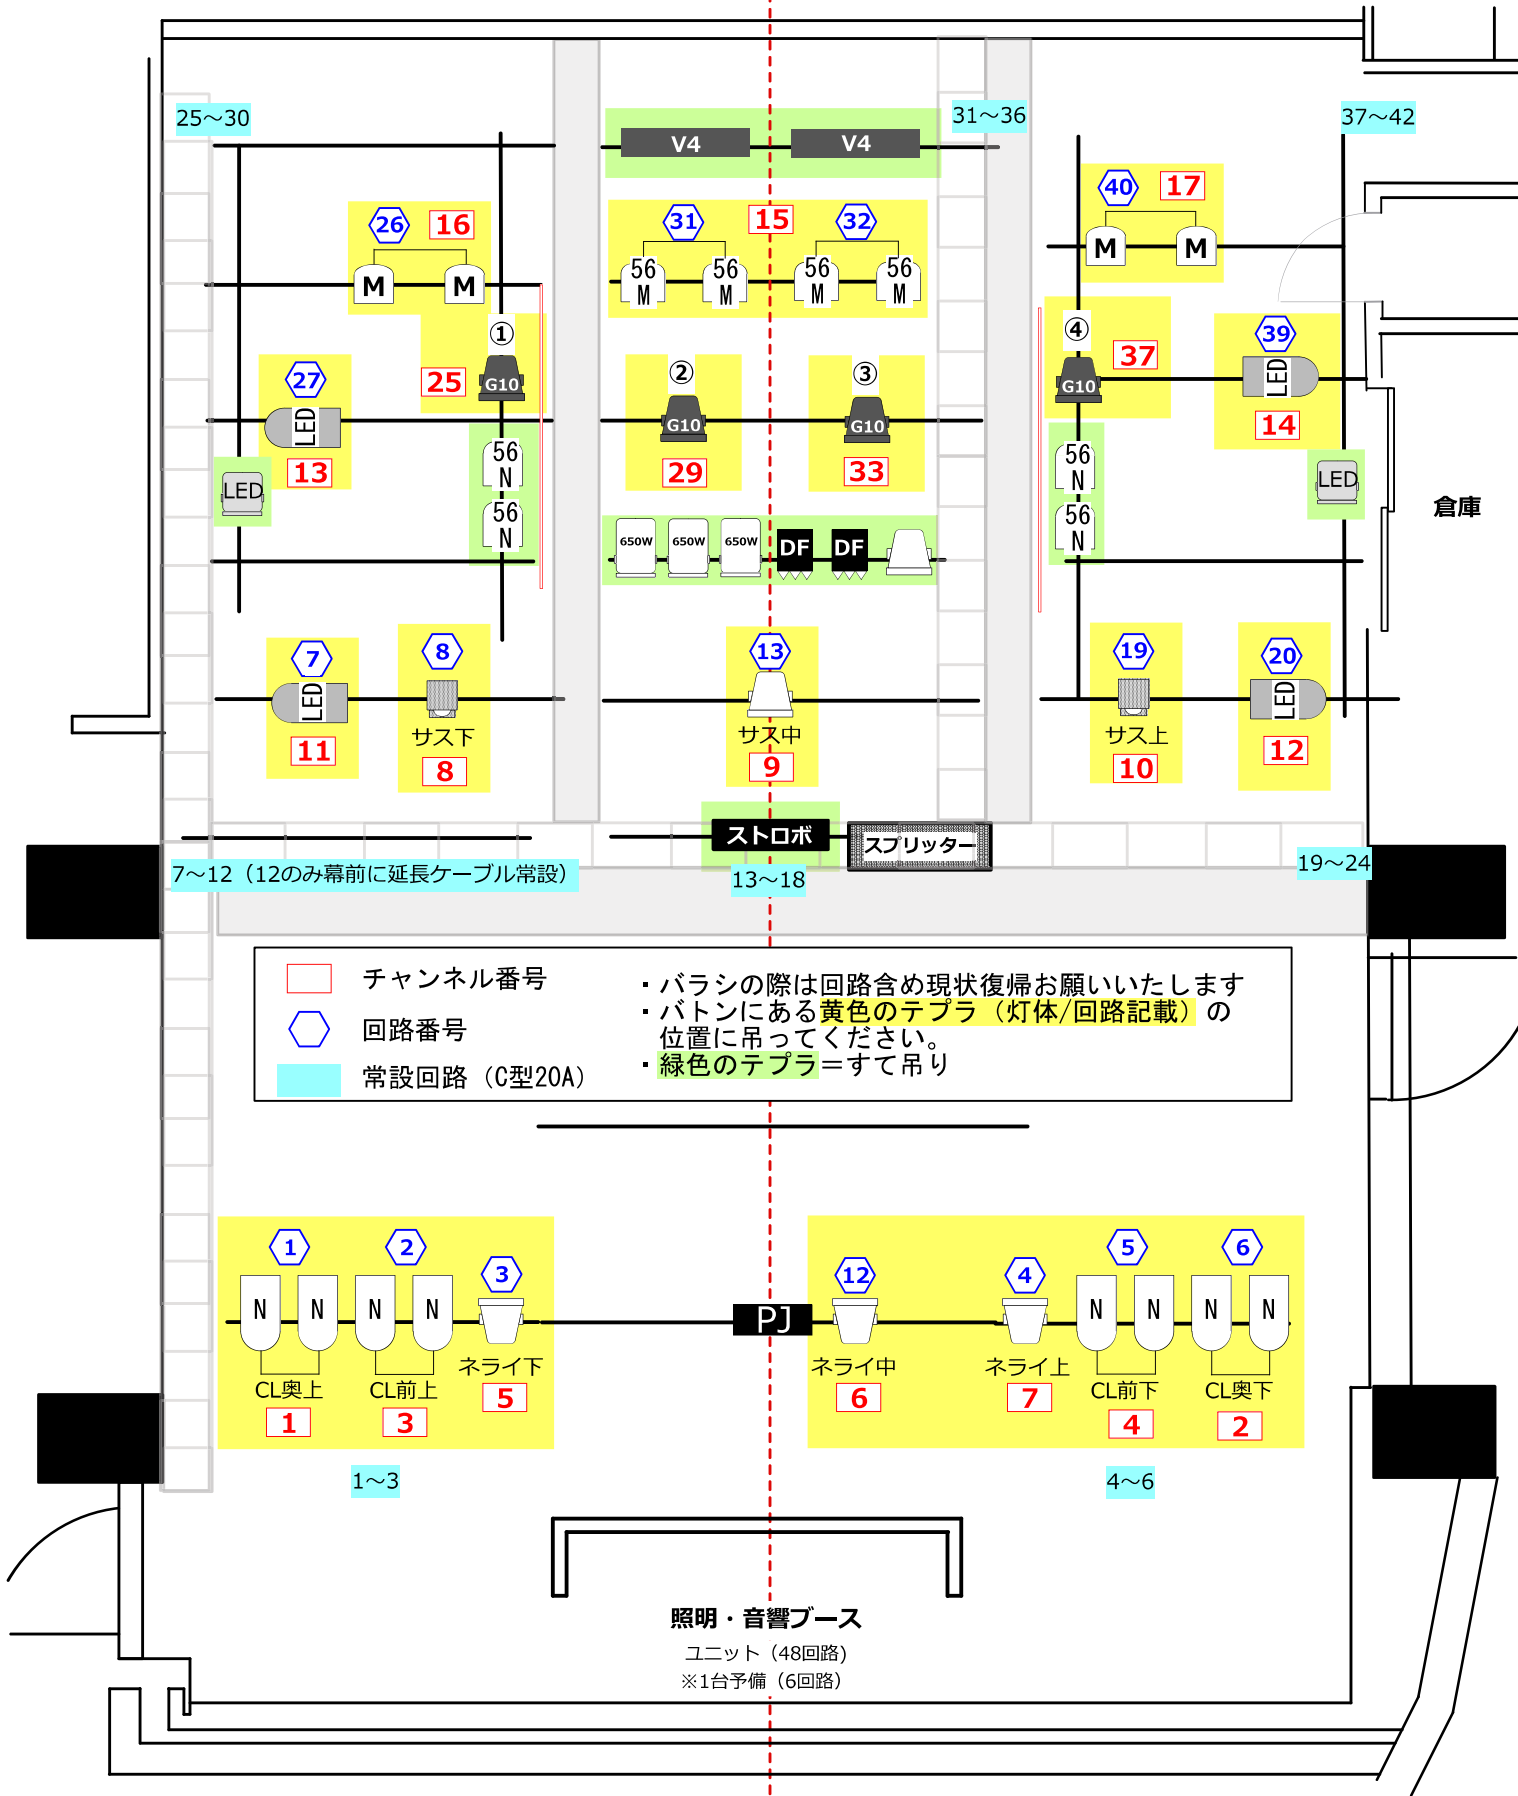 25～30
31～36
37～42
V4
V4
26
16
31
15
32
40
17
M
M
56
M
56
M
56
M
56
M
M
M
①
②
③
④
27
LED
13
25
G10
G10
29
G10
33
G10
37
39
LED
14
LED
56
N
56
N
56
N
56
N
LED
倉庫
650W
650W
650W
DF
DF
7
LED
11
8
サス下
8
13
サス中
9
19
サス上
10
20
LED
12
ストロボ
スプリッター
7～12（12のみ幕前に延長ケーブル常設）
13～18
19～24
チャンネル番号
回路番号
常設回路（C型20A）
・バラシの際は回路含め現状復帰お願いいたします
・バトンにある黄色のテプラ（灯体/回路記載）の
位置に吊ってください。
・緑色のテプラ＝すて吊り
1
2
3
12
4
5
6
N
N
N
N
PJ
N
N
N
N
CL奥上
CL前上
ネライ下
ネライ中
ネライ上
CL前下
CL奥下
1
3
5
6
7
4
2
1～3
4～6
照明・音響ブース
ユニット（48回路)
※1台予備（6回路）